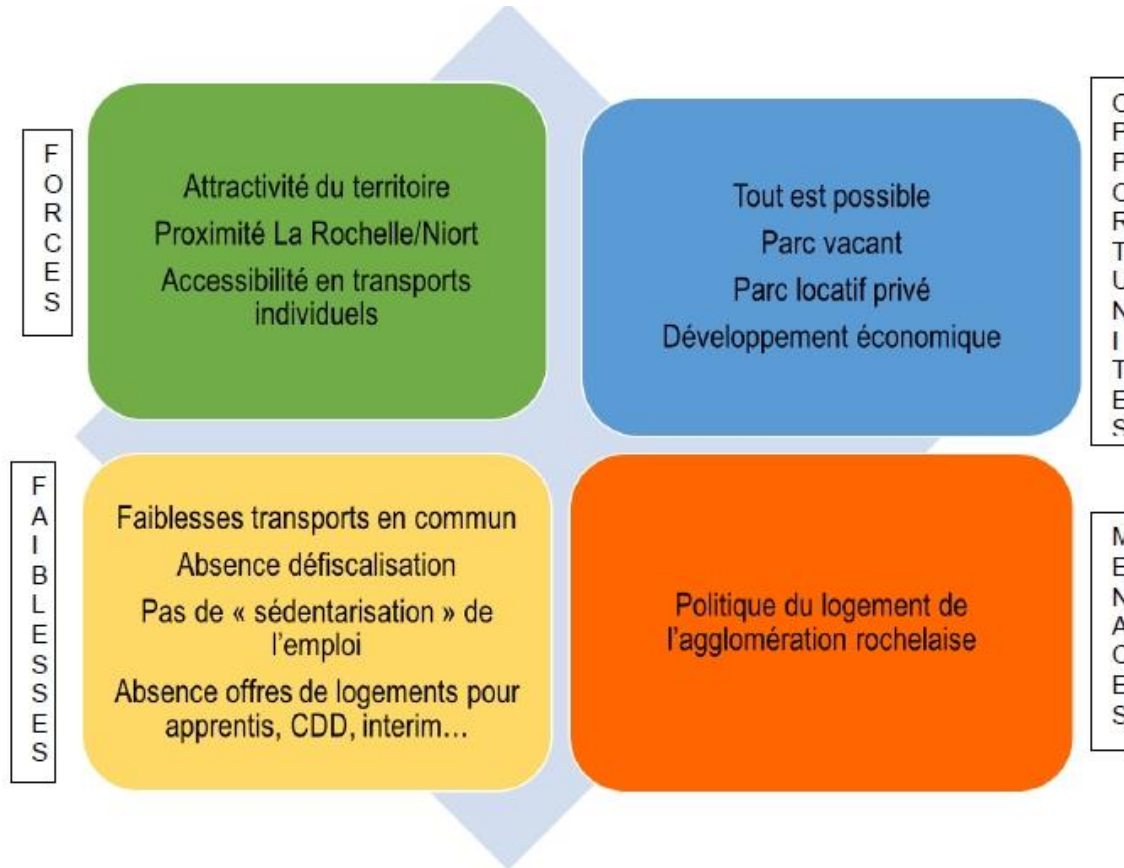 FORCES
Attractivité du territoire
Proximité La Rochelle/Niort
Accessibilité en transports
individuels
Tout est possible
Parc vacant
Parc locatif privé
Développement économique
OPPORTUNITES
FAIBLESSES
Faiblesses transports en commun
Absence défiscalisation
Pas de « sédentarisation » de
l’emploi
Absence offres de logements pour
apprentis, CDD, interim…
Politique du logement de
l’agglomération rochelaise
MENACES